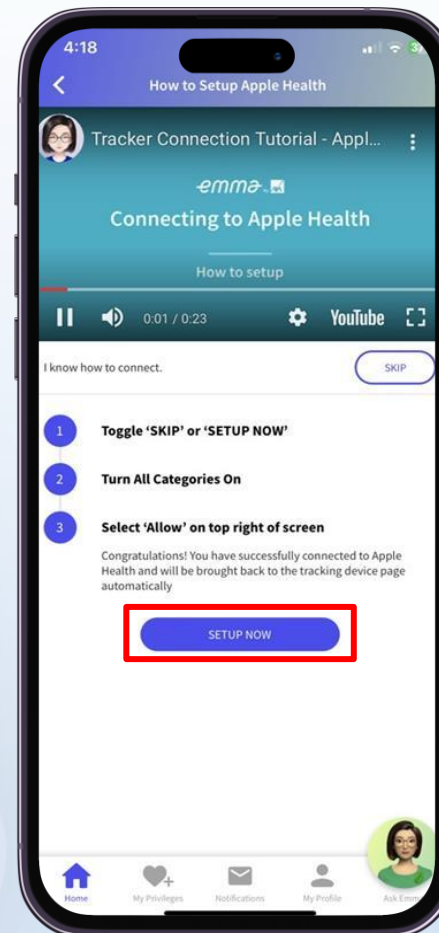 4:18
37
How to Setup Apple Health
Tracker Connection Tutorial - Appl...
emma by
Connecting to Apple Health
How to setup
0:01 / 0:23
YouTube
I know how to connect.
SKIP
1
Toggle ‘SKIP’ or ‘SETUP NOW’
2
Turn All Categories On
3
Select ‘Allow’ on top right of screen
Congratulations! You have successfully connected to Apple
Health and will be brought back to the tracking device page
automatically
SETUP NOW
Home
My Privileges
Notifications
My Profile
Ask Emma